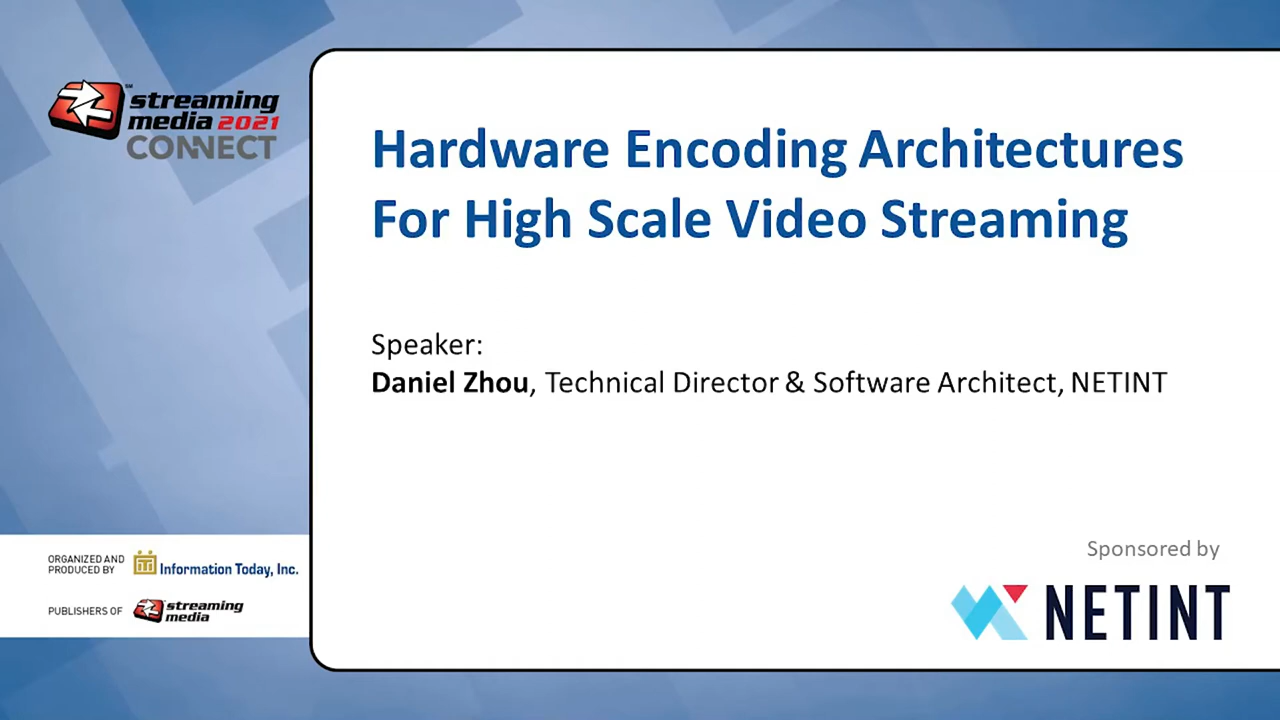 streaming
media 2021
CONNECT
SM
Hardware Encoding Architectures
For High Scale Video Streaming
Speaker:
Daniel Zhou, Technical Director & Software Architect, NETINT
ORGANIZED AND
PRODUCED BY
Information Today, Inc.
PUBLISHERS OF
streaming
media
Sponsored by
NETINT